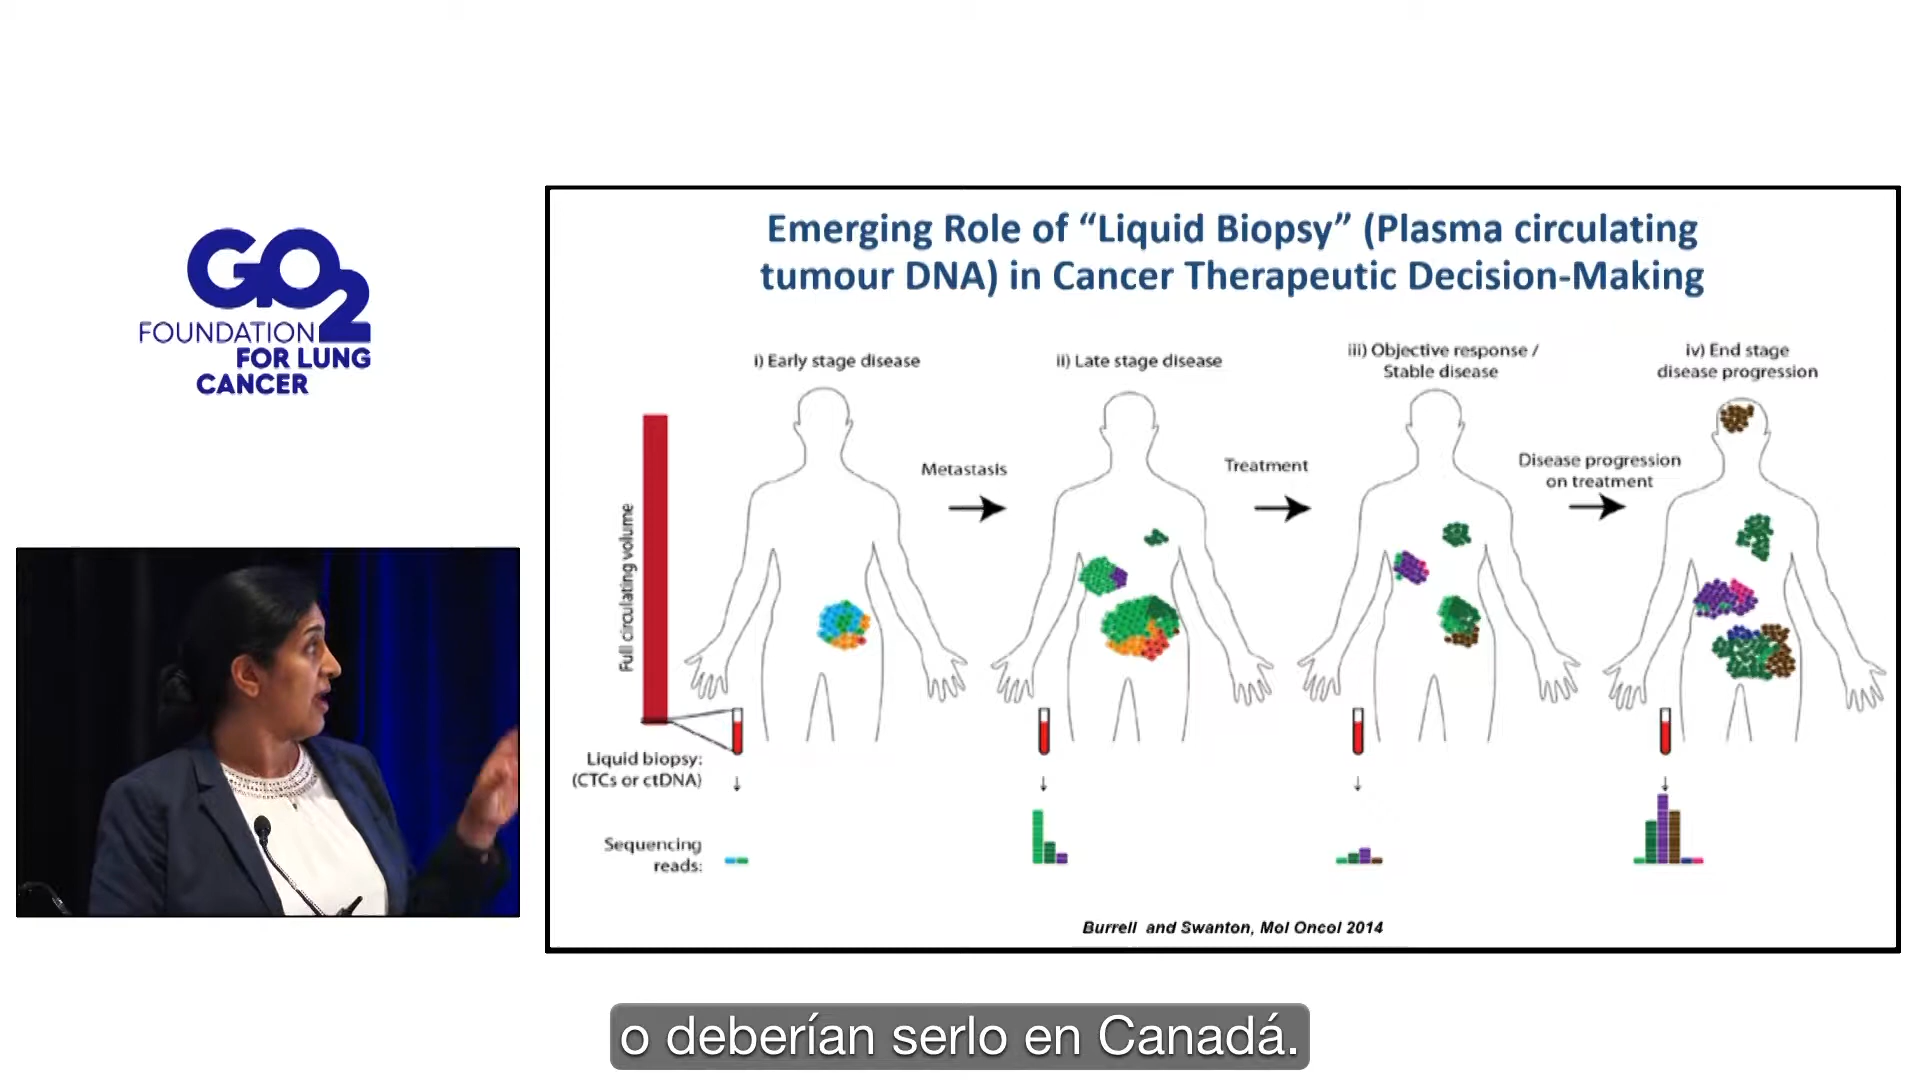 GO2
FOUNDATION
FOR LUNG
CANCER
Emerging Role of “Liquid Biopsy” (Plasma circulating
tumour DNA) in Cancer Therapeutic Decision-Making
i) Early stage disease
ii) Late stage disease
iii) Objective response /
Stable disease
iv) End stage
disease progression
Metastasis
Treatment
Disease progression
on treatment
Full circulating volume
Liquid biopsy:
(CTCs or ctDNA)
Sequencing
reads:
Burrell and Swanton, Mol Oncol 2014
o deberían serlo en Canadá.